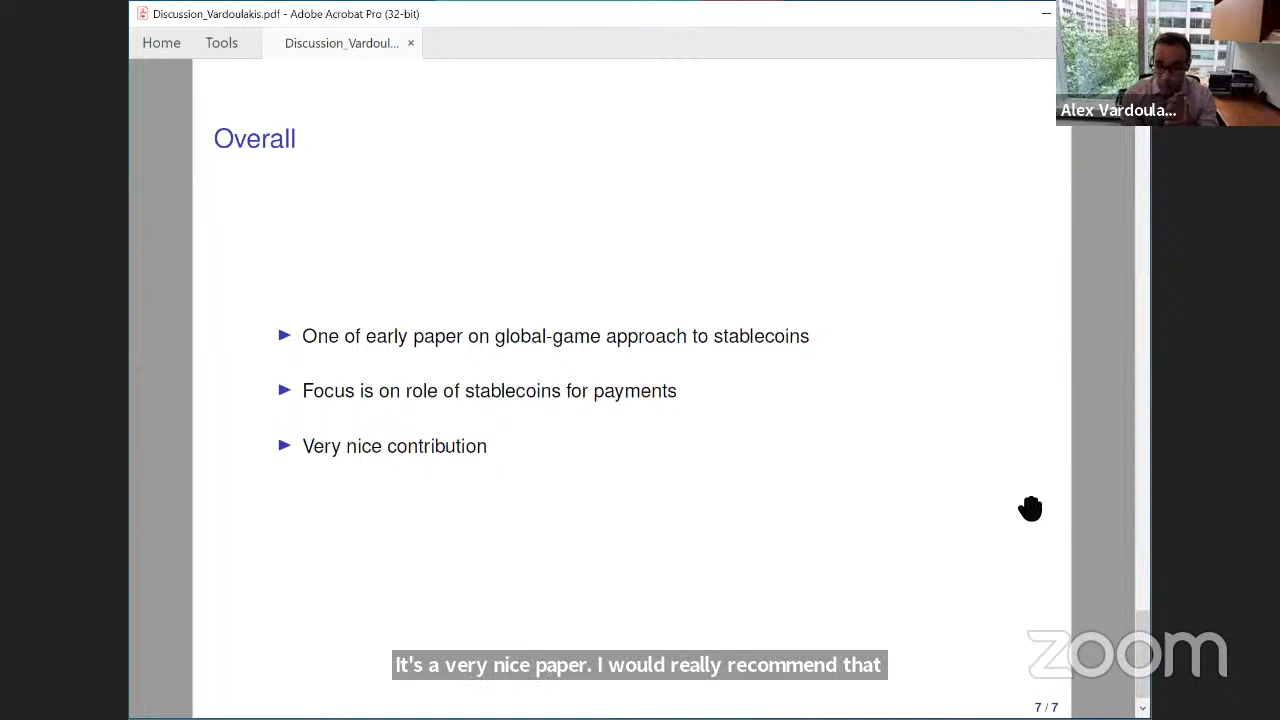 Discussion_Vardoulakis.pdf - Adobe Acrobat Pro (32-bit)
Home
Tools
Discussion_Vardoul... ×
Alex Vardoula...
Overall
One of early paper on global-game approach to stablecoins
Focus is on role of stablecoins for payments
Very nice contribution
It's a very nice paper. I would really recommend that
zoom
7 / 7